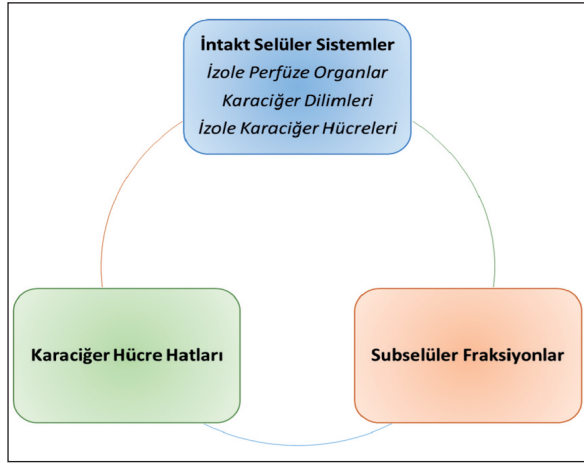 İntakt Selüler Sistemler
İzole Perfüze Organlar
Karaciğer Dilimleri
İzole Karaciğer Hücreleri
Karaciğer Hücre Hatları
Subselüler Fraksiyonlar